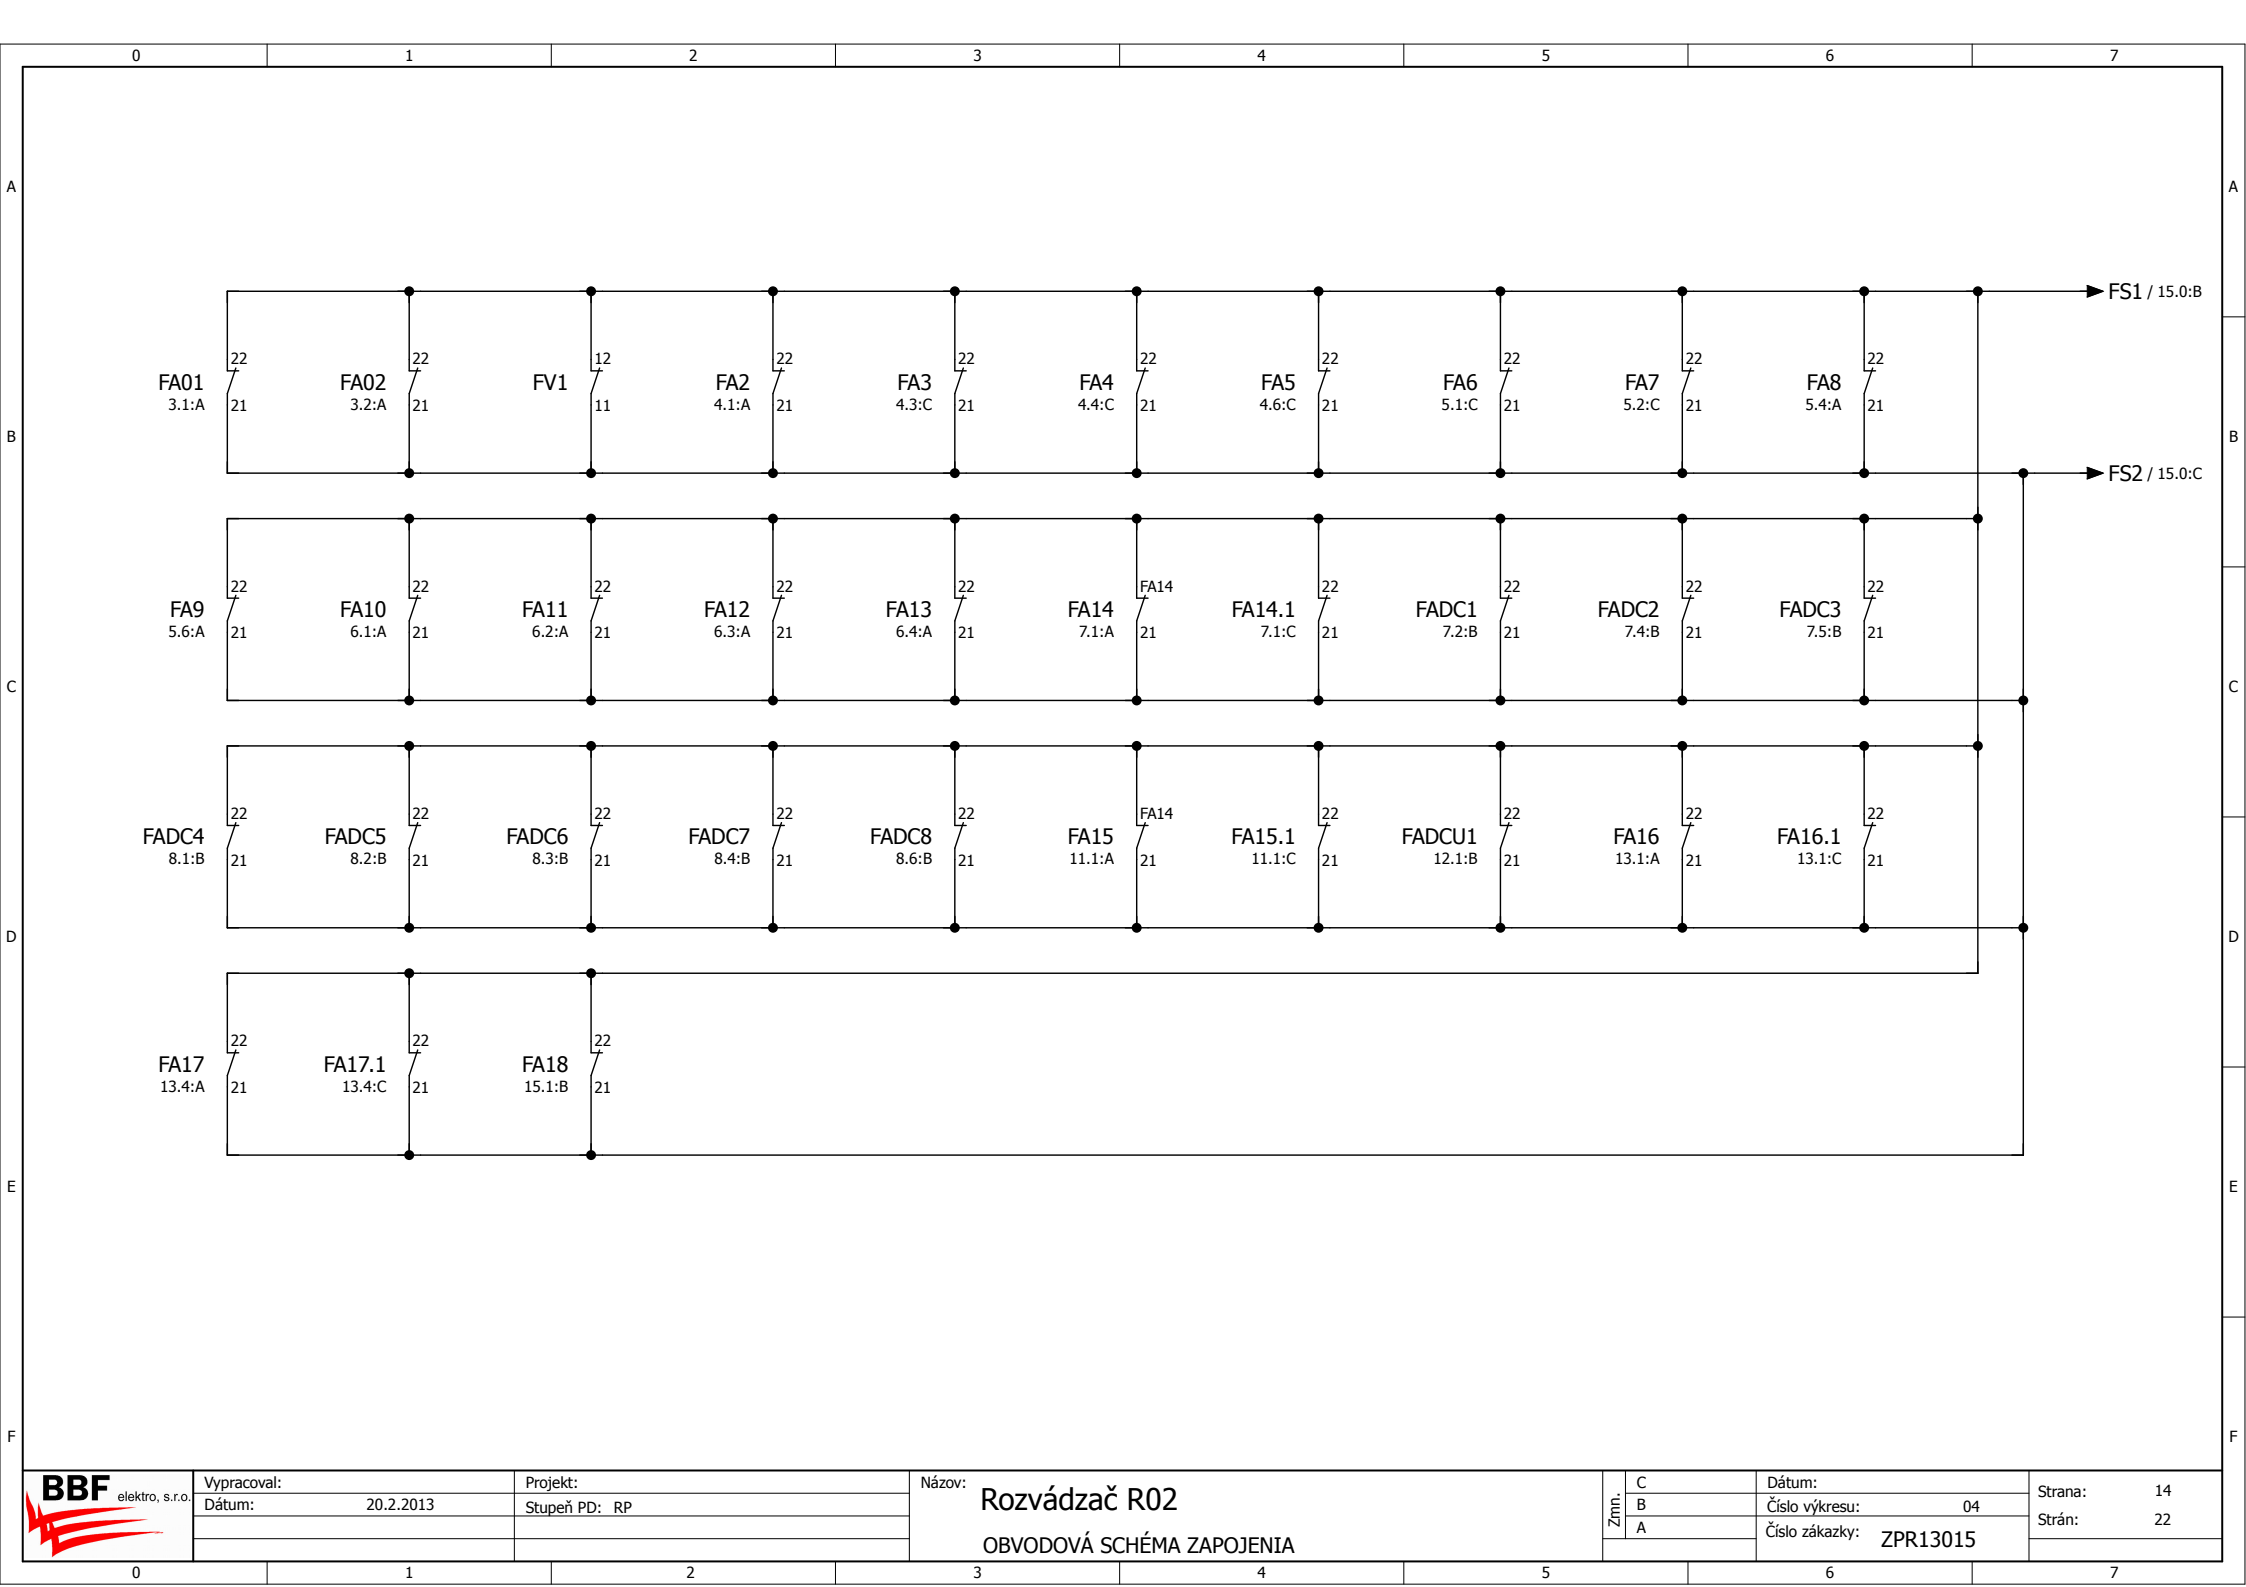 0 1 2 3 4 5 6 7
A A
FS1 / 15.0:B
22 22 12 22 22 22 22 22 22 22
FA01 FA02 FV1 FA2 FA3 FA4 FA5 FA6 FA7 FA8
3.1:A 21 3.2:A 21 11 4.1:A 21 4.3:C 21 4.4:C 21 4.6:C 21 5.1:C 21 5.2:C 21 5.4:A 21
B B
FS2 / 15.0:C
22 22 22 22 22 FA14 22 22 22 22
FA9 FA10 FA11 FA12 FA13 FA14 FA14.1 FADC1 FADC2 FADC3
5.6:A 21 6.1:A 21 6.2:A 21 6.3:A 21 6.4:A 21 7.1:A 21 7.1:C 21 7.2:B 21 7.4:B 21 7.5:B 21
C C
22 22 22 22 22 FA14 22 22 22 22
FADC4 FADC5 FADC6 FADC7 FADC8 FA15 FA15.1 FADCU1 FA16 FA16.1
8.1:B 21 8.2:B 21 8.3:B 21 8.4:B 21 8.6:B 21 11.1:A 21 11.1:C 21 12.1:B 21 13.1:A 21 13.1:C 21
D D
22 22 22
FA17 FA17.1 FA18
13.4:A 21 13.4:C 21 15.1:B 21
E E
F F
BBF elektro, s.r.o.
Vypracoval:
Dátum: 20.2.2013
Projekt:
Stupeň PD: RP
Názov: Rozvádzač R02
OBVODOVÁ SCHÉMA ZAPOJENIA
Zmn.
C
B
A
Dátum:
Číslo výkresu: 04
Číslo zákazky: ZPR13015
Strana: 14
Strán: 22
0 1 2 3 4 5 6 7